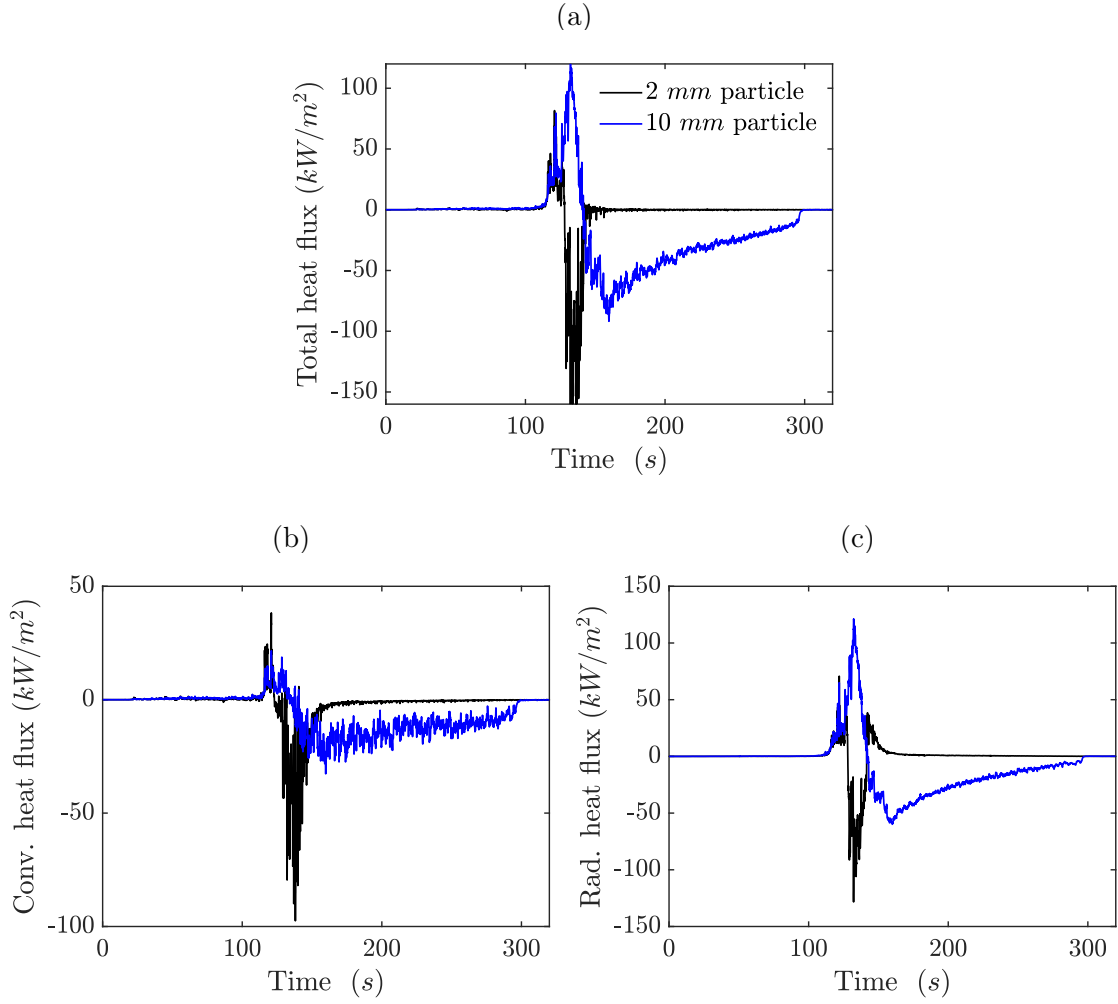 (a)
Total heat flux (kW/m²)
100
50
0
-50
-100
-150
2 mm particle
10 mm particle
0 100 200 300
Time (s)
(b)
Conv. heat flux (kW/m²)
50
0
-50
-100
0 100 200 300
Time (s)
(c)
Rad. heat flux (kW/m²)
150
100
50
0
-50
-100
-150
0 100 200 300
Time (s)